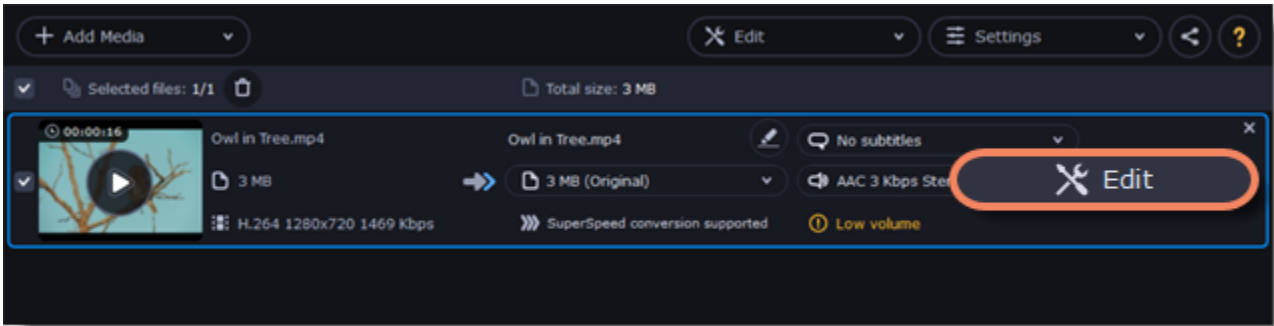 + Add Media
Edit
Settings
?
Selected files: 1/1
Total size: 3 MB
00:00:16
Owl in Tree.mp4
Owl in Tree.mp4
No subtitles
3 MB
3 MB (Original)
AAC 3 Kbps Ster
Edit
H.264 1280x720 1469 Kbps
SuperSpeed conversion supported
Low volume